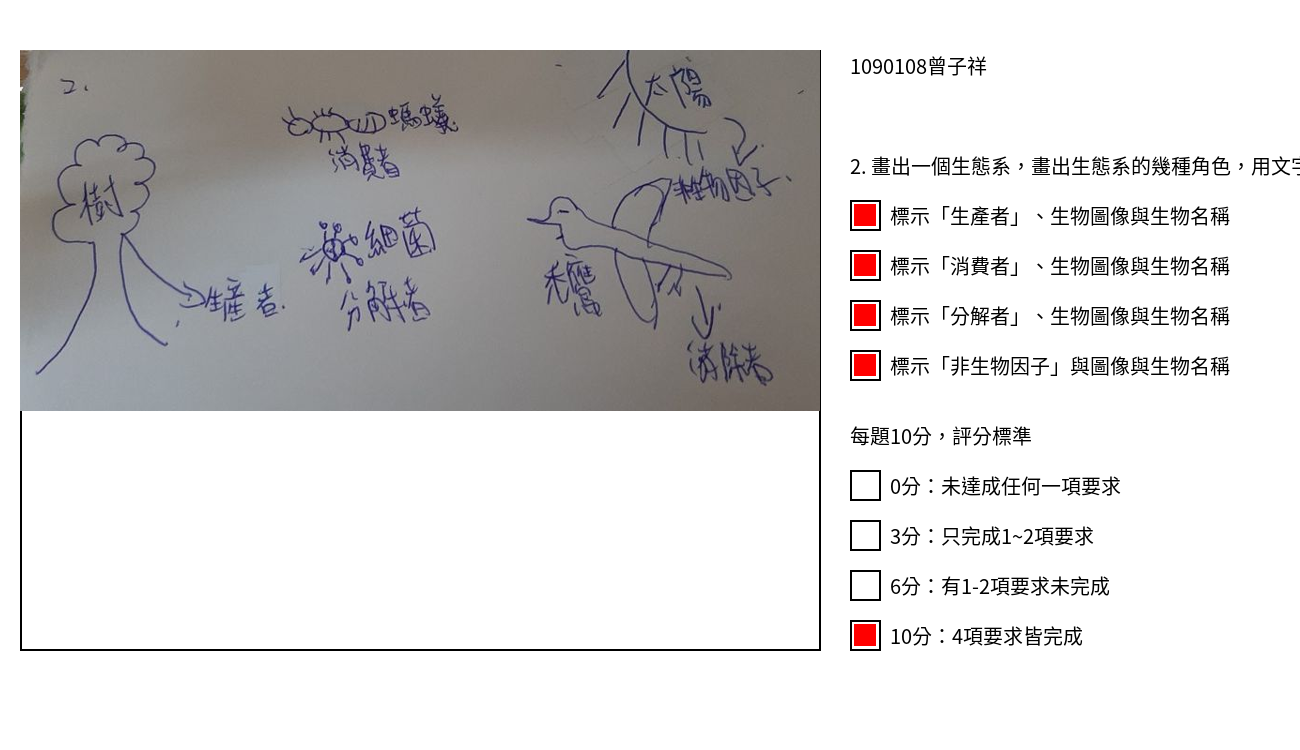 2.
太陽
非生物因子.
螞蟻
消費者
樹
生產者.
細菌
分解者
禿鷹
清除者
1090108曾子祥
2. 畫出一個生態系，畫出生態系的幾種角色，用文字
標示「生產者」、生物圖像與生物名稱
標示「消費者」、生物圖像與生物名稱
標示「分解者」、生物圖像與生物名稱
標示「非生物因子」與圖像與生物名稱
每題10分，評分標準
0分：未達成任何一項要求
3分：只完成1~2項要求
6分：有1-2項要求未完成
10分：4項要求皆完成